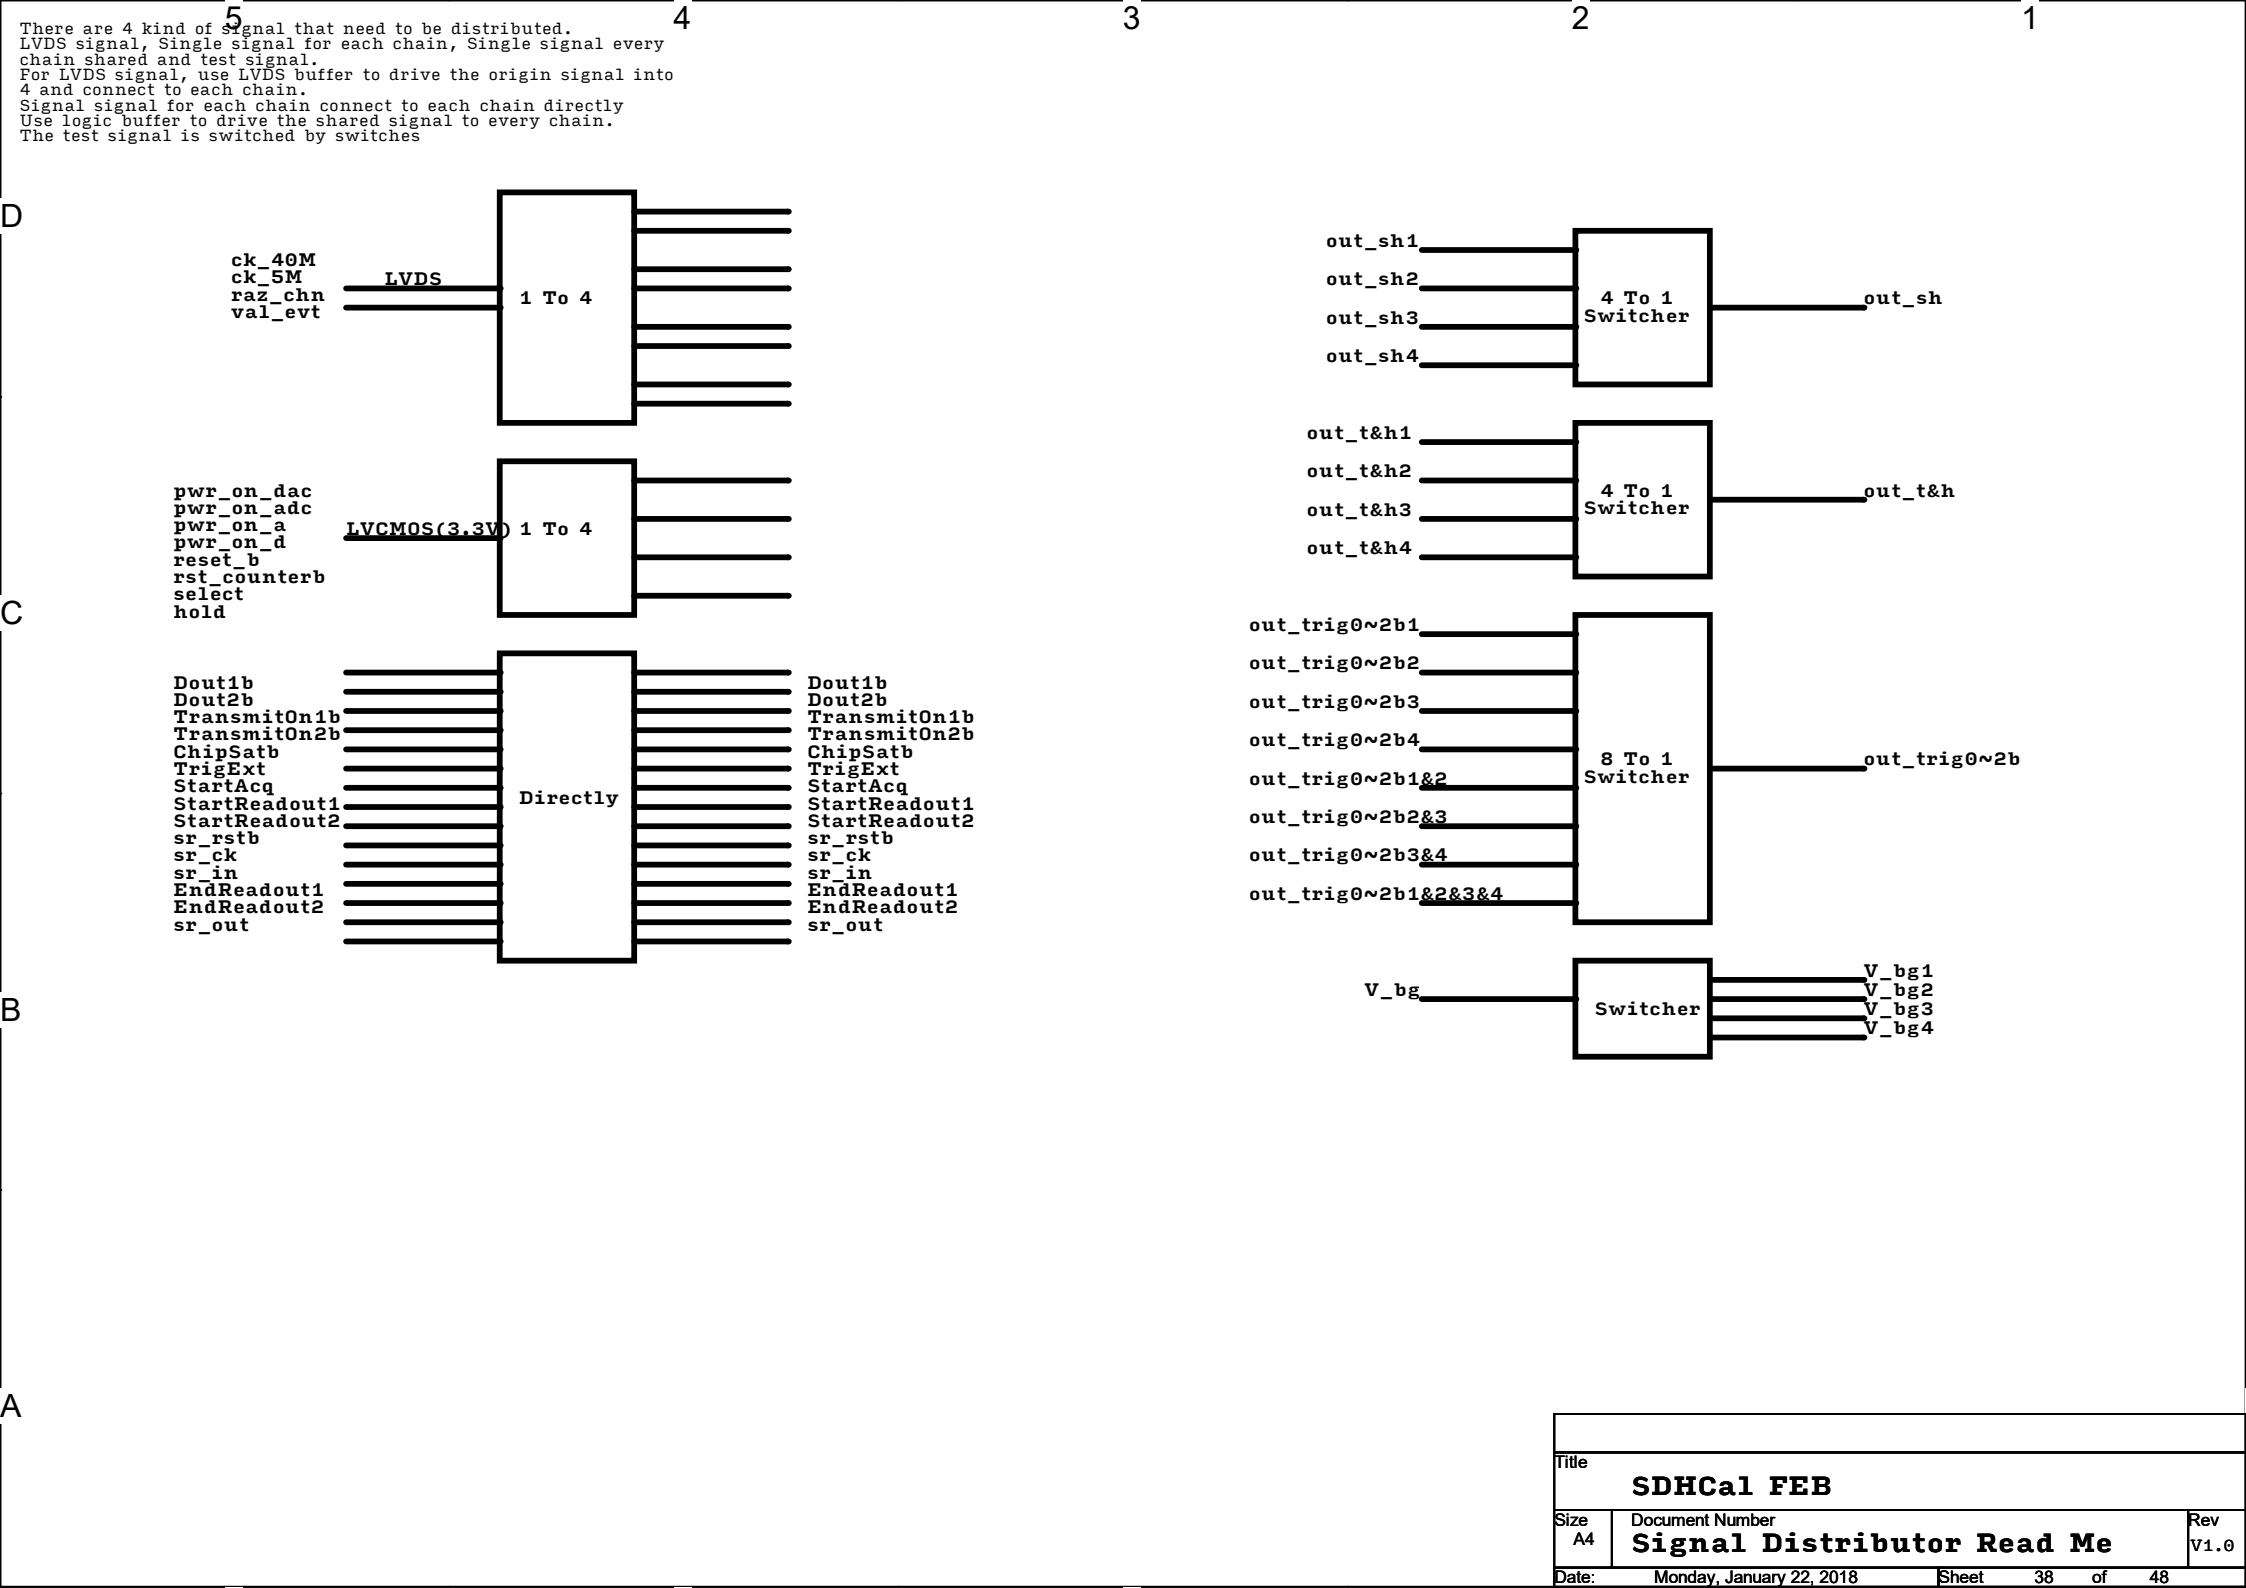 5 4 3 2 1
There are 4 kind of signal that need to be distributed.
LVDS signal, Single signal for each chain, Single signal every
chain shared and test signal.
For LVDS signal, use LVDS buffer to drive the origin signal into
4 and connect to each chain.
Signal signal for each chain connect to each chain directly
Use logic buffer to drive the shared signal to every chain.
The test signal is switched by switches
D
ck_40M
ck_5M
raz_chn
val_evt
LVDS
1 To 4
pwr_on_dac
pwr_on_adc
pwr_on_a
pwr_on_d
reset_b
rst_counterb
select
hold
LVCMOS(3.3V)
1 To 4
C
Dout1b
Dout2b
TransmitOn1b
TransmitOn2b
ChipSatb
TrigExt
StartAcq
StartReadout1
StartReadout2
sr_rstb
sr_ck
sr_in
EndReadout1
EndReadout2
sr_out
Directly
Dout1b
Dout2b
TransmitOn1b
TransmitOn2b
ChipSatb
TrigExt
StartAcq
StartReadout1
StartReadout2
sr_rstb
sr_ck
sr_in
EndReadout1
EndReadout2
sr_out
out_sh1
out_sh2
out_sh3
out_sh4
4 To 1
Switcher
out_sh
out_t&h1
out_t&h2
out_t&h3
out_t&h4
4 To 1
Switcher
out_t&h
out_trig0~2b1
out_trig0~2b2
out_trig0~2b3
out_trig0~2b4
out_trig0~2b1&2
out_trig0~2b2&3
out_trig0~2b3&4
out_trig0~2b1&2&3&4
8 To 1
Switcher
out_trig0~2b
V_bg
Switcher
V_bg1
V_bg2
V_bg3
V_bg4
B
A
Title
SDHCal FEB
Size
A4
Document Number
Signal Distributor Read Me
Rev
V1.0
Date: Monday, January 22, 2018 Sheet 38 of 48